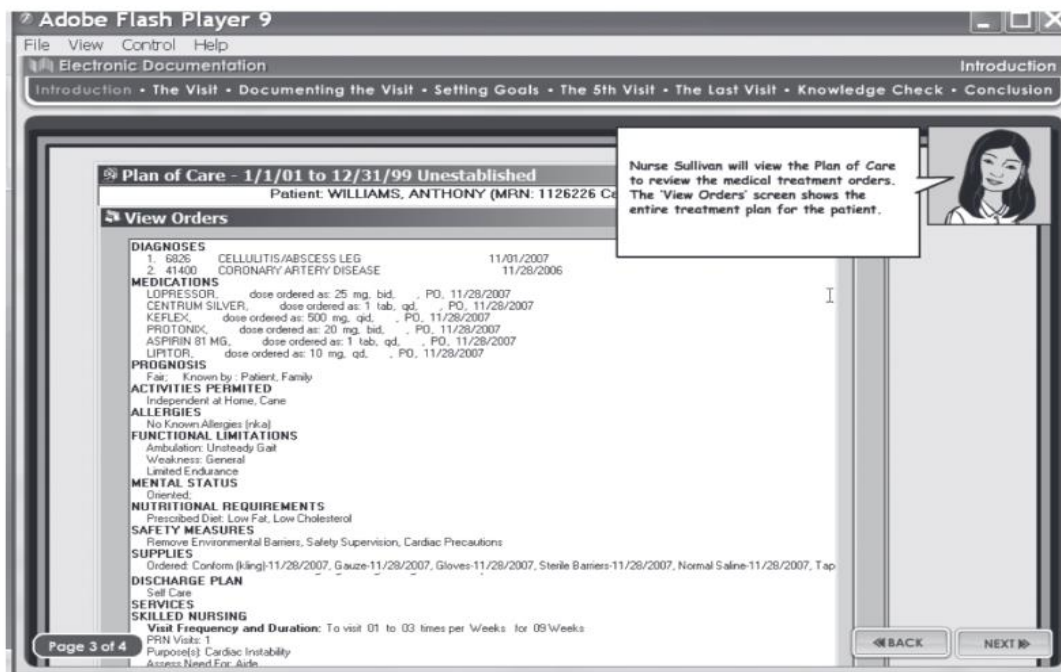 Adobe Flash Player 9
File View Control Help
Electronic Documentation Introduction
Introduction • The Visit • Documenting the Visit • Setting Goals • The 5th Visit • The Last Visit • Knowledge Check • Conclusion
Plan of Care - 1/1/01 to 12/31/99 Unestablished
Patient: WILLIAMS, ANTHONY (MRN: 1126226 Ca
Nurse Sullivan will view the Plan of Care
to review the medical treatment orders.
The 'View Orders' screen shows the
entire treatment plan for the patient.
View Orders
DIAGNOSES
1. 6826 CELLULITIS/ABSCESS LEG 11/01/2007
2. 41400 CORONARY ARTERY DISEASE 11/28/2006
MEDICATIONS
LOPRESSOR, dose ordered as: 25 mg, bid, , PO, 11/28/2007
CENTRUM SILVER, dose ordered as: 1 tab, qd, , PO, 11/28/2007
KEFLEX, dose ordered as: 500 mg, qid, , PO, 11/28/2007
PROTONIX, dose ordered as: 20 mg, bid, , PO, 11/28/2007
ASPIRIN 81 MG, dose ordered as: 1 tab, qd, , PO, 11/28/2007
LIPITOR, dose ordered as: 10 mg, qd, , PO, 11/28/2007
PROGNOSIS
Fair; Known by : Patient, Family
ACTIVITIES PERMITED
Independent at Home, Cane
ALLERGIES
No Known Allergies (nka)
FUNCTIONAL LIMITATIONS
Ambulation: Unsteady Gait
Weakness: General
Limited Endurance
MENTAL STATUS
Oriented;
NUTRITIONAL REQUIREMENTS
Prescribed Diet: Low Fat, Low Cholesterol
SAFETY MEASURES
Remove Environmental Barriers, Safety Supervision, Cardiac Precautions
SUPPLIES
Ordered: Conform (kling)-11/28/2007, Gauze-11/28/2007, Gloves-11/28/2007, Sterile Barriers-11/28/2007, Normal Saline-11/28/2007, Tap
DISCHARGE PLAN
Self Care
SERVICES
SKILLED NURSING
Visit Frequency and Duration: To visit 01 to 03 times per Weeks for 09 Weeks
PRN Visits: 1
Purpose(s): Cardiac Instability
Assess Need For: Aide
Page 3 of 4
BACK
NEXT